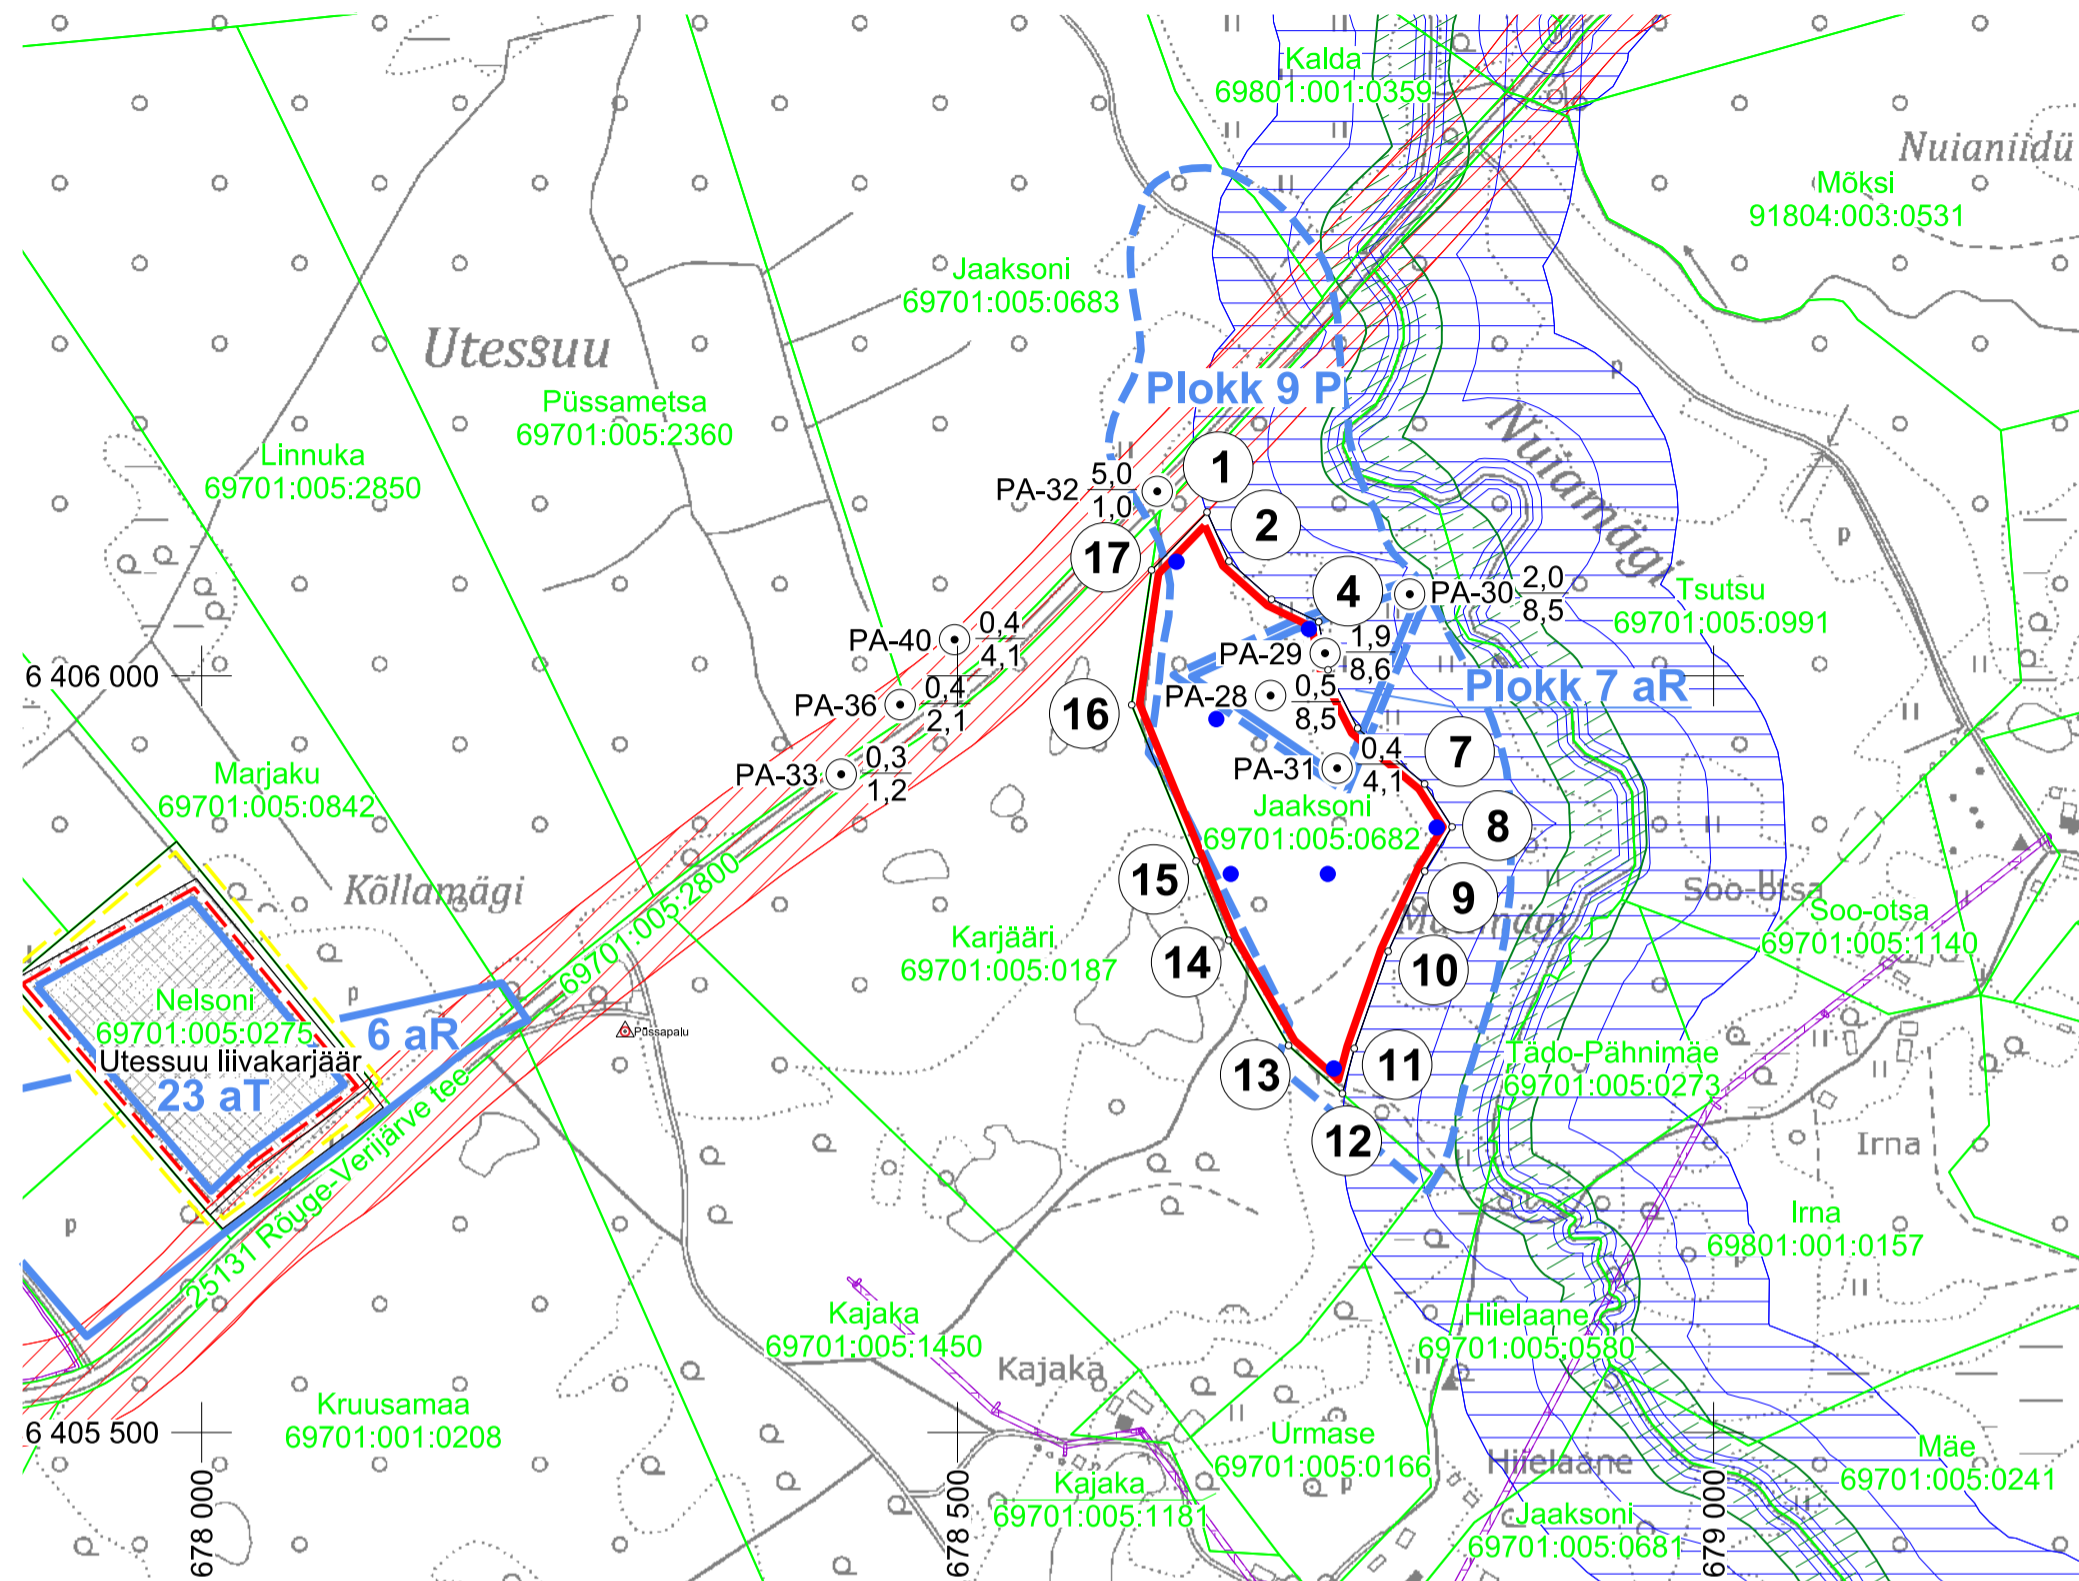 Kalda
69801:001:0359
Nuianiidü
Mõksi
91804:003:0531
Jaaksoni
69701:005:0683
Utessuu
Plokk 9 P
Püssametsa
69701:005:2360
Linnuka
69701:005:2850
Nuiamägi
PA-32
5,0
1,0
1
2
17
4
PA-30
2,0
8,5
Tsutsu
69701:005:0991
PA-40
0,4
4,1
PA-29
1,9
8,6
6 406 000
PA-36
0,4
2,1
16
PA-28
0,5
8,5
Plokk 7 aR
PA-33
0,3
1,2
PA-31
0,4
4,1
7
Marjaku
69701:005:0842
Jaaksoni
69701:005:0682
8
15
9
Kõllamägi
69701:005:2800
Soo-otsa
Soo-otsa
69701:005:1140
Karjääri
69701:005:0187
14
10
Nelsoni
69701:005:0275
6 aR
Püssapalu
Utessuu liivakarjäär
23 aT
13
11
Tädo-Pähnimäe
69701:005:0273
12
Irna
25131 Rõuge-Verijärve tee
Irna
69801:001:0157
Kajaka
69701:005:1450
Hiielaane
69701:005:0580
Kajaka
Kruusamaa
69701:001:0208
6 405 500
Urmase
69701:005:0166
Hiielaane
Mäe
69701:005:0241
Kajaka
69701:005:1181
Jaaksoni
69701:005:0681
678 000
678 500
679 000